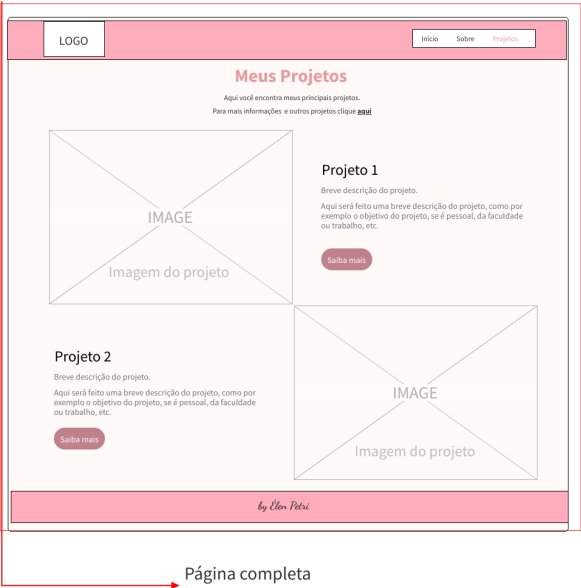 LOGO
Início Sobre Projetos
Meus Projetos
Aqui você encontra meus principais projetos.
Para mais informações e outros projetos clique aqui
IMAGE
Imagem do projeto
Projeto 1
Breve descrição do projeto.
Aqui será feito uma breve descrição do projeto, como por
exemplo o objetivo do projeto, se é pessoal, da faculdade
ou trabalho, etc.
Saiba mais
Projeto 2
Breve descrição do projeto.
Aqui será feito uma breve descrição do projeto, como por
exemplo o objetivo do projeto, se é pessoal, da faculdade
ou trabalho, etc.
Saiba mais
IMAGE
Imagem do projeto
by Élen Petri
Página completa